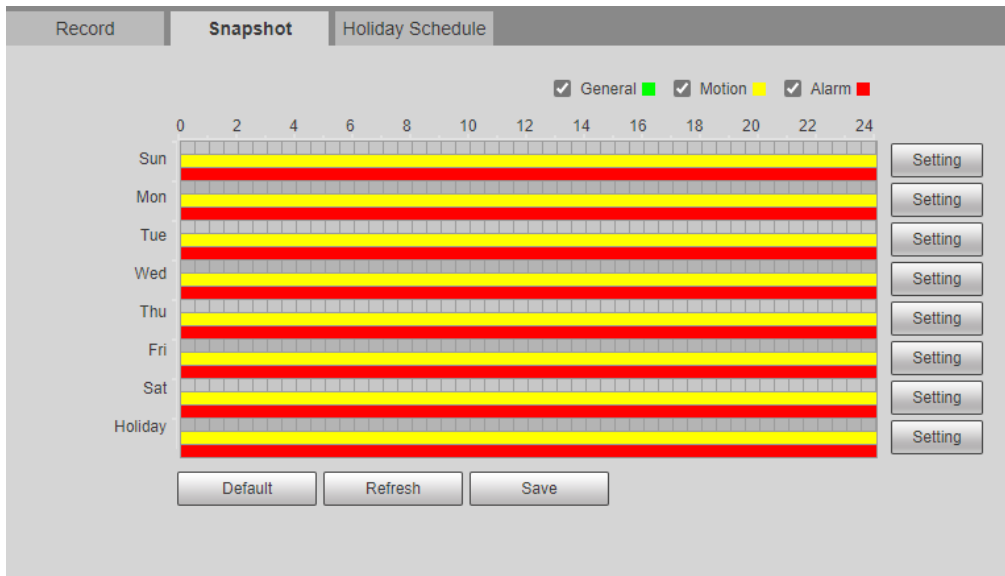 Record Snapshot Holiday Schedule
General Motion Alarm
0 2 4 6 8 10 12 14 16 18 20 22 24
Sun Setting
Mon Setting
Tue Setting
Wed Setting
Thu Setting
Fri Setting
Sat Setting
Holiday Setting
Default Refresh Save